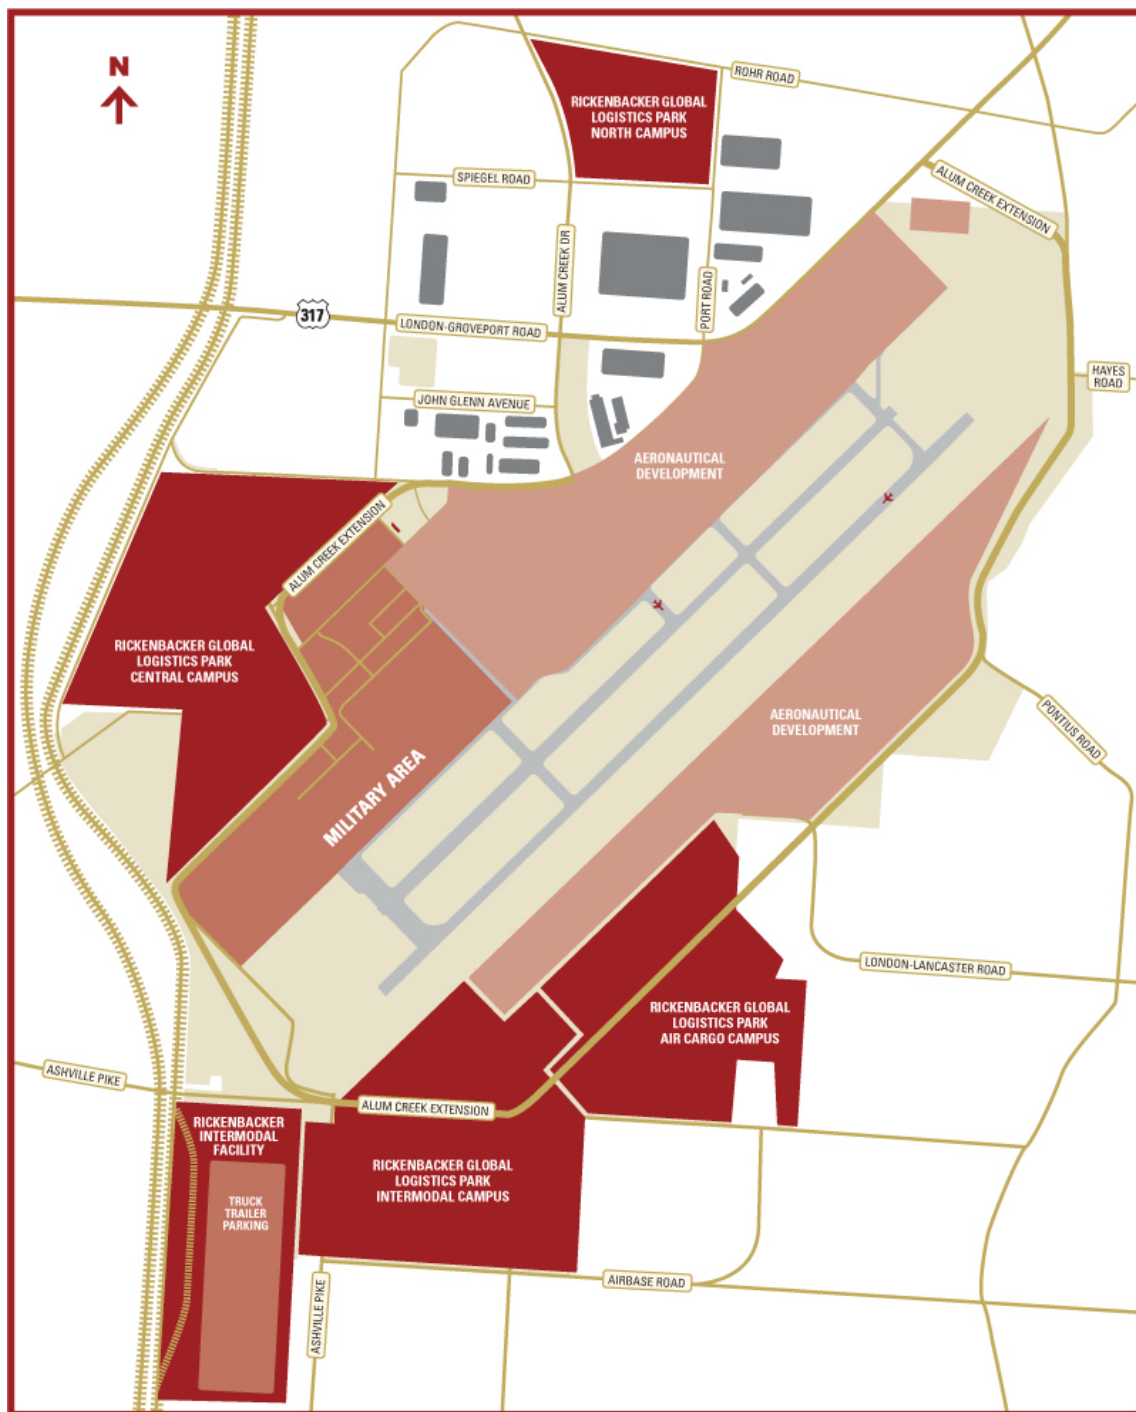 N
RICKENBACKER GLOBAL
LOGISTICS PARK
NORTH CAMPUS
ROHR ROAD
SPIEGEL ROAD
ALUM CREEK EXTENSION
ALUM CREEK DR
PORT ROAD
317
LONDON-GROVEPORT ROAD
HAYES
ROAD
JOHN GLENN AVENUE
AERONAUTICAL
DEVELOPMENT
ALUM CREEK EXTENSION
RICKENBACKER GLOBAL
LOGISTICS PARK
CENTRAL CAMPUS
AERONAUTICAL
DEVELOPMENT
PONTIUS ROAD
MILITARY AREA
LONDON-LANCASTER ROAD
RICKENBACKER GLOBAL
LOGISTICS PARK
AIR CARGO CAMPUS
ASHVILLE PIKE
ALUM CREEK EXTENSION
RICKENBACKER
INTERMODAL
FACILITY
RICKENBACKER GLOBAL
LOGISTICS PARK
INTERMODAL CAMPUS
TRUCK
TRAILER
PARKING
AIRBASE ROAD
ASHVILLE PIKE